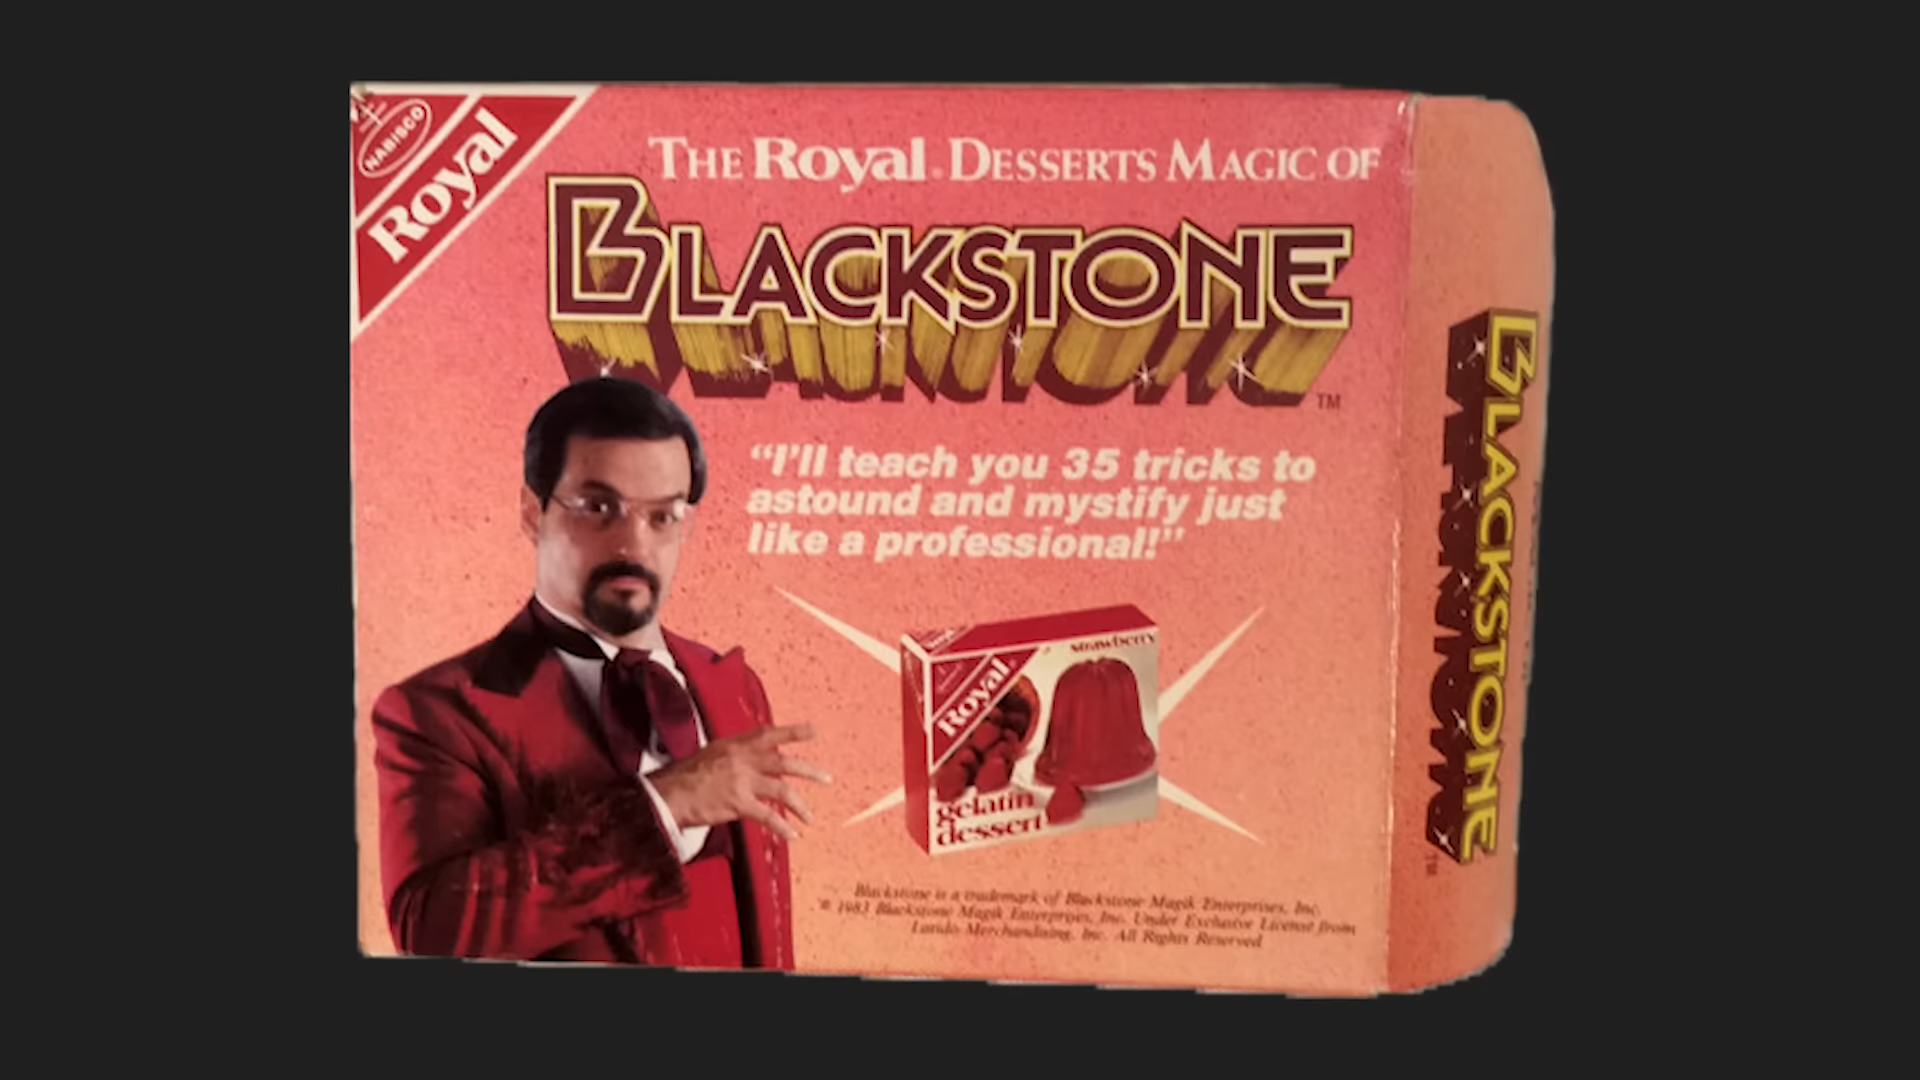 NABISCO
Royal
THE Royal® DESSERTS MAGIC OF
BLACKSTONE
TM
"I'll teach you 35 tricks to
astound and mystify just
like a professional!"
strawberry
Royal
gelatin
dessert
Blackstone is a trademark of Blackstone Magik Enterprises, Inc.
© 1983 Blackstone Magik Enterprises, Inc. Under Exclusive License from
Merchandising, Inc. All Rights Reserved
BLACKSTONE
TM